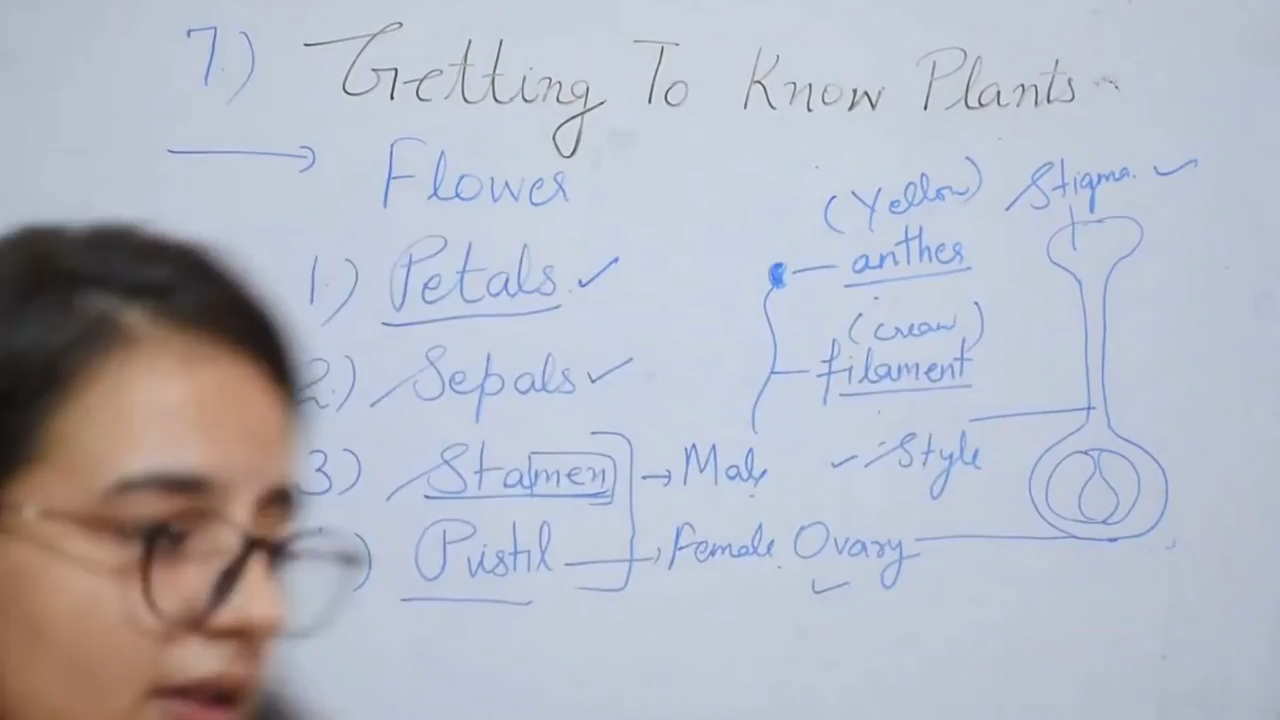 7.) Getting To Know Plants
→ Flower
1.) Petals ✓
2.) Sepals ✓
3) Stamen → Male
) Pistil → Female
(Yellow)
anther
(cream)
filament
Stigma ✓
✓ Style
Ovary ✓